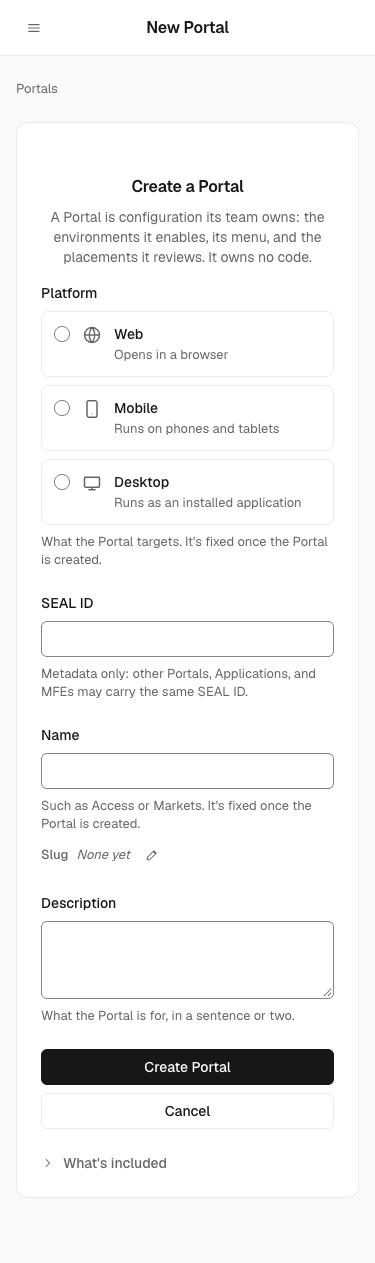 New Portal
Portals
Create a Portal
A Portal is configuration its team owns: the
environments it enables, its menu, and the
placements it reviews. It owns no code.
Platform
Web
Opens in a browser
Mobile
Runs on phones and tablets
Desktop
Runs as an installed application
What the Portal targets. It's fixed once the Portal
is created.
SEAL ID
Metadata only: other Portals, Applications, and
MFEs may carry the same SEAL ID.
Name
Such as Access or Markets. It's fixed once the
Portal is created.
Slug None yet
Description
What the Portal is for, in a sentence or two.
Create Portal
Cancel
What's included